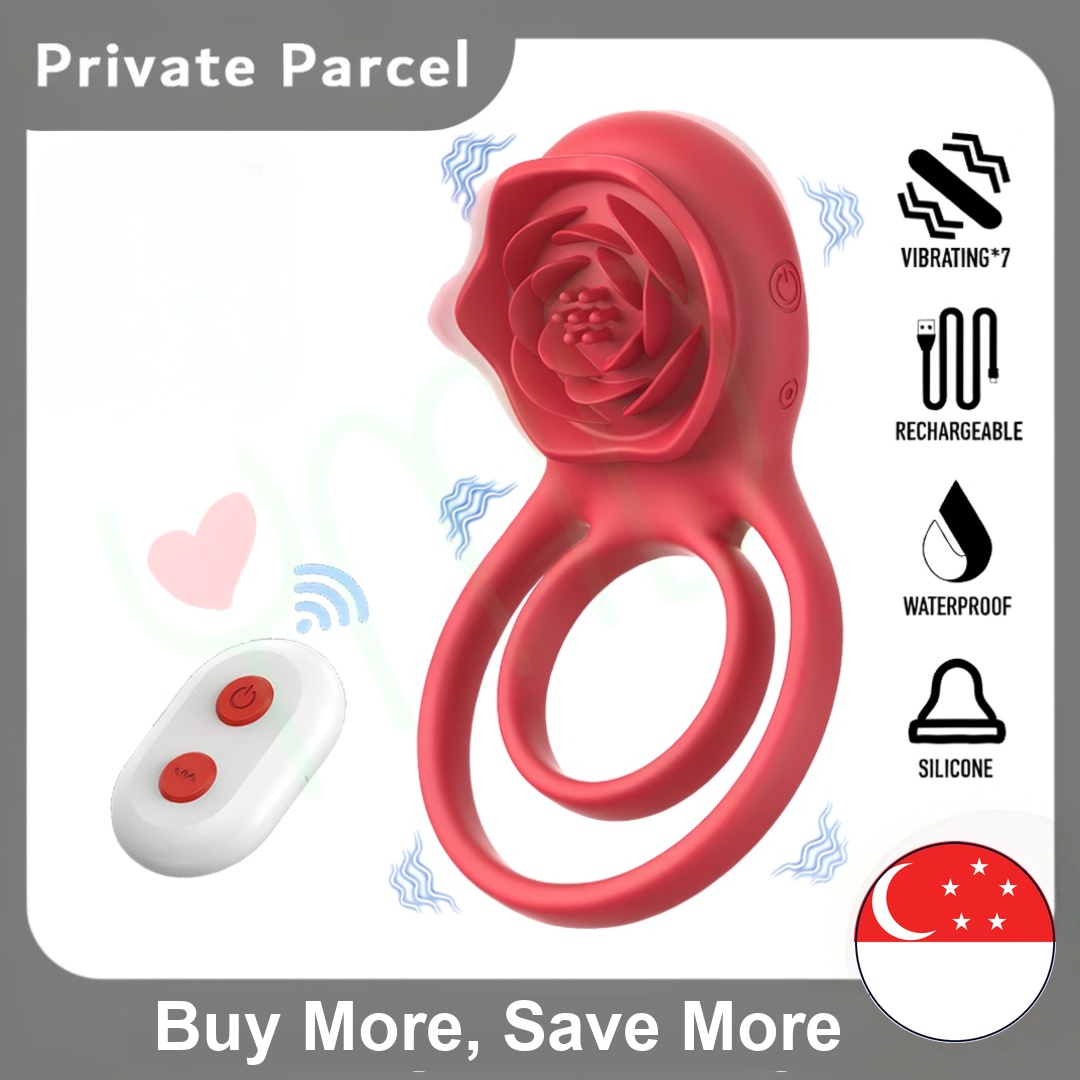 Private Parcel
VIBRATING*7
RECHARGEABLE
WATERPROOF
SILICONE
Buy More, Save More